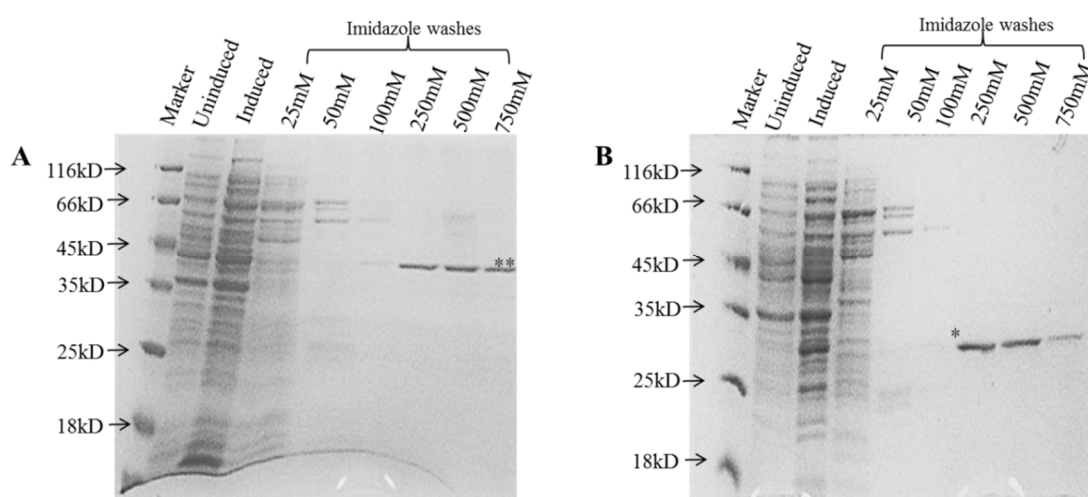 Imidazole washes
Marker
Uninduced
Induced
25mM
50mM
100mM
250mM
500mM
750mM
A
116kD
66kD
45kD
35kD
25kD
18kD
**
Imidazole washes
Marker
Uninduced
Induced
25mM
50mM
100mM
250mM
500mM
750mM
B
116kD
66kD
45kD
35kD
25kD
18kD
*